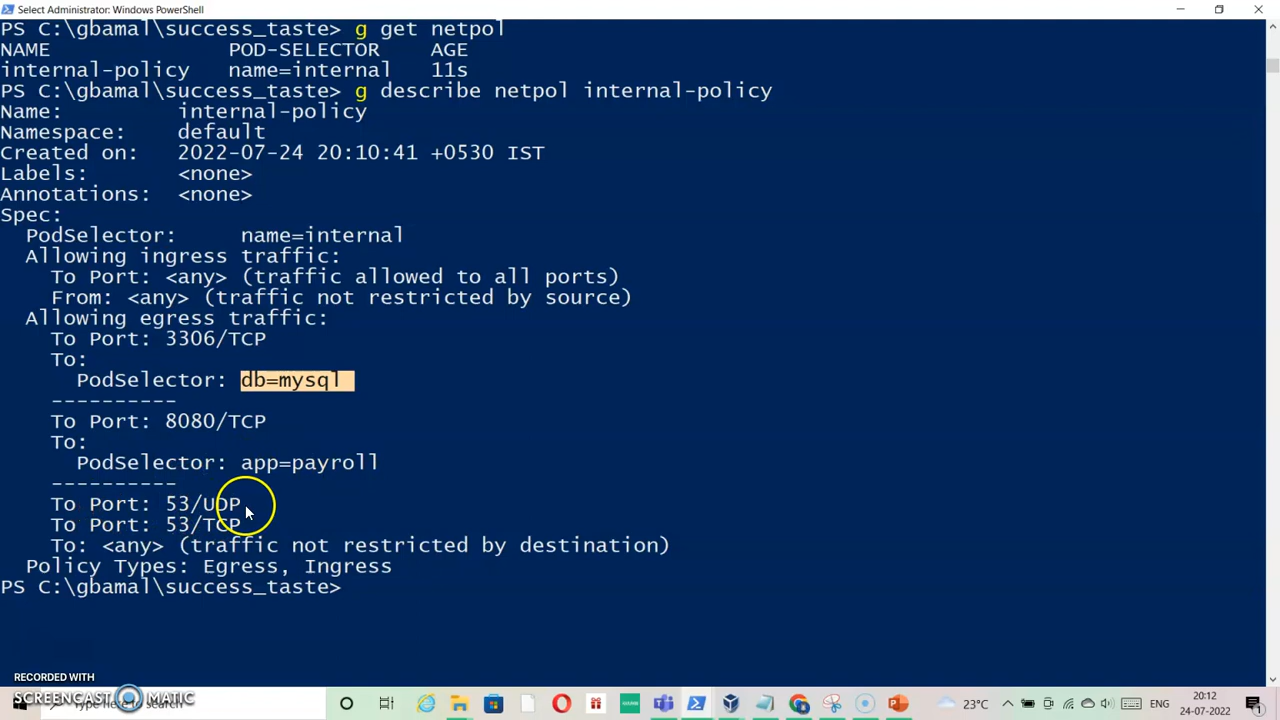 Select Administrator: Windows PowerShell
PS C:\gbamal\success_taste> g get netpol
NAME POD-SELECTOR AGE
internal-policy name=internal 11s
PS C:\gbamal\success_taste> g describe netpol internal-policy
Name: internal-policy
Namespace: default
Created on: 2022-07-24 20:10:41 +0530 IST
Labels: <none>
Annotations: <none>
Spec:
PodSelector: name=internal
Allowing ingress traffic:
To Port: <any> (traffic allowed to all ports)
From: <any> (traffic not restricted by source)
Allowing egress traffic:
To Port: 3306/TCP
To:
PodSelector: db=mysql
----------
To Port: 8080/TCP
To:
PodSelector: app=payroll
----------
To Port: 53/UDP
To Port: 53/TCP
To: <any> (traffic not restricted by destination)
Policy Types: Egress, Ingress
PS C:\gbamal\success_taste>
RECORDED WITH
SCREENCAST MATIC
Type here to search
23°C
ENG
20:12
24-07-2022
1